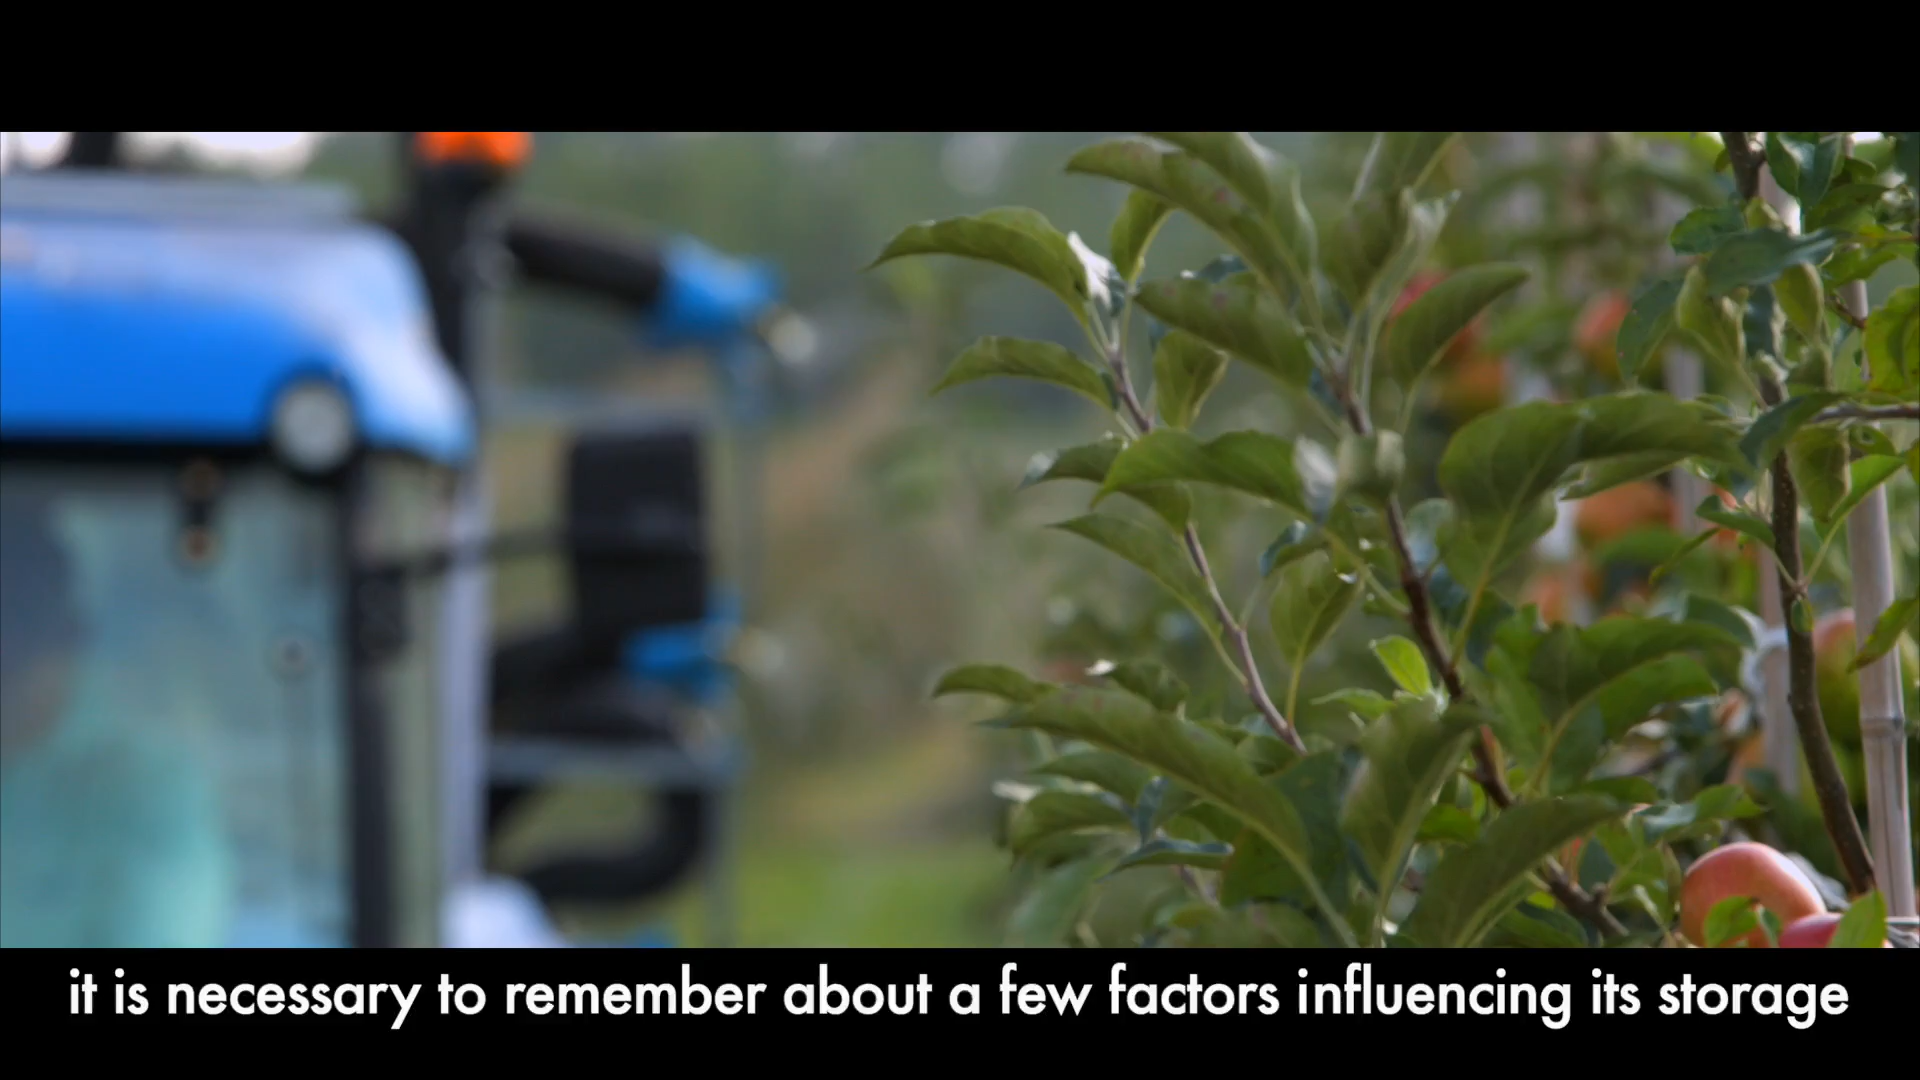 it is necessary to remember about a few factors influencing its storage